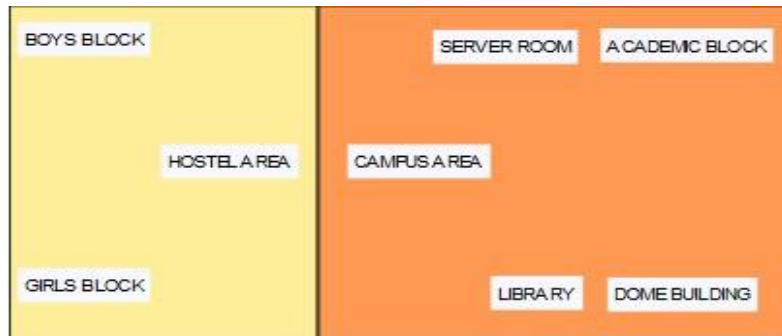 BOYS BLOCK
SERVER ROOM
ACADEMIC BLOCK
HOSTEL AREA
CAMPUS AREA
GIRLS BLOCK
LIBRARY
DOME BUILDING